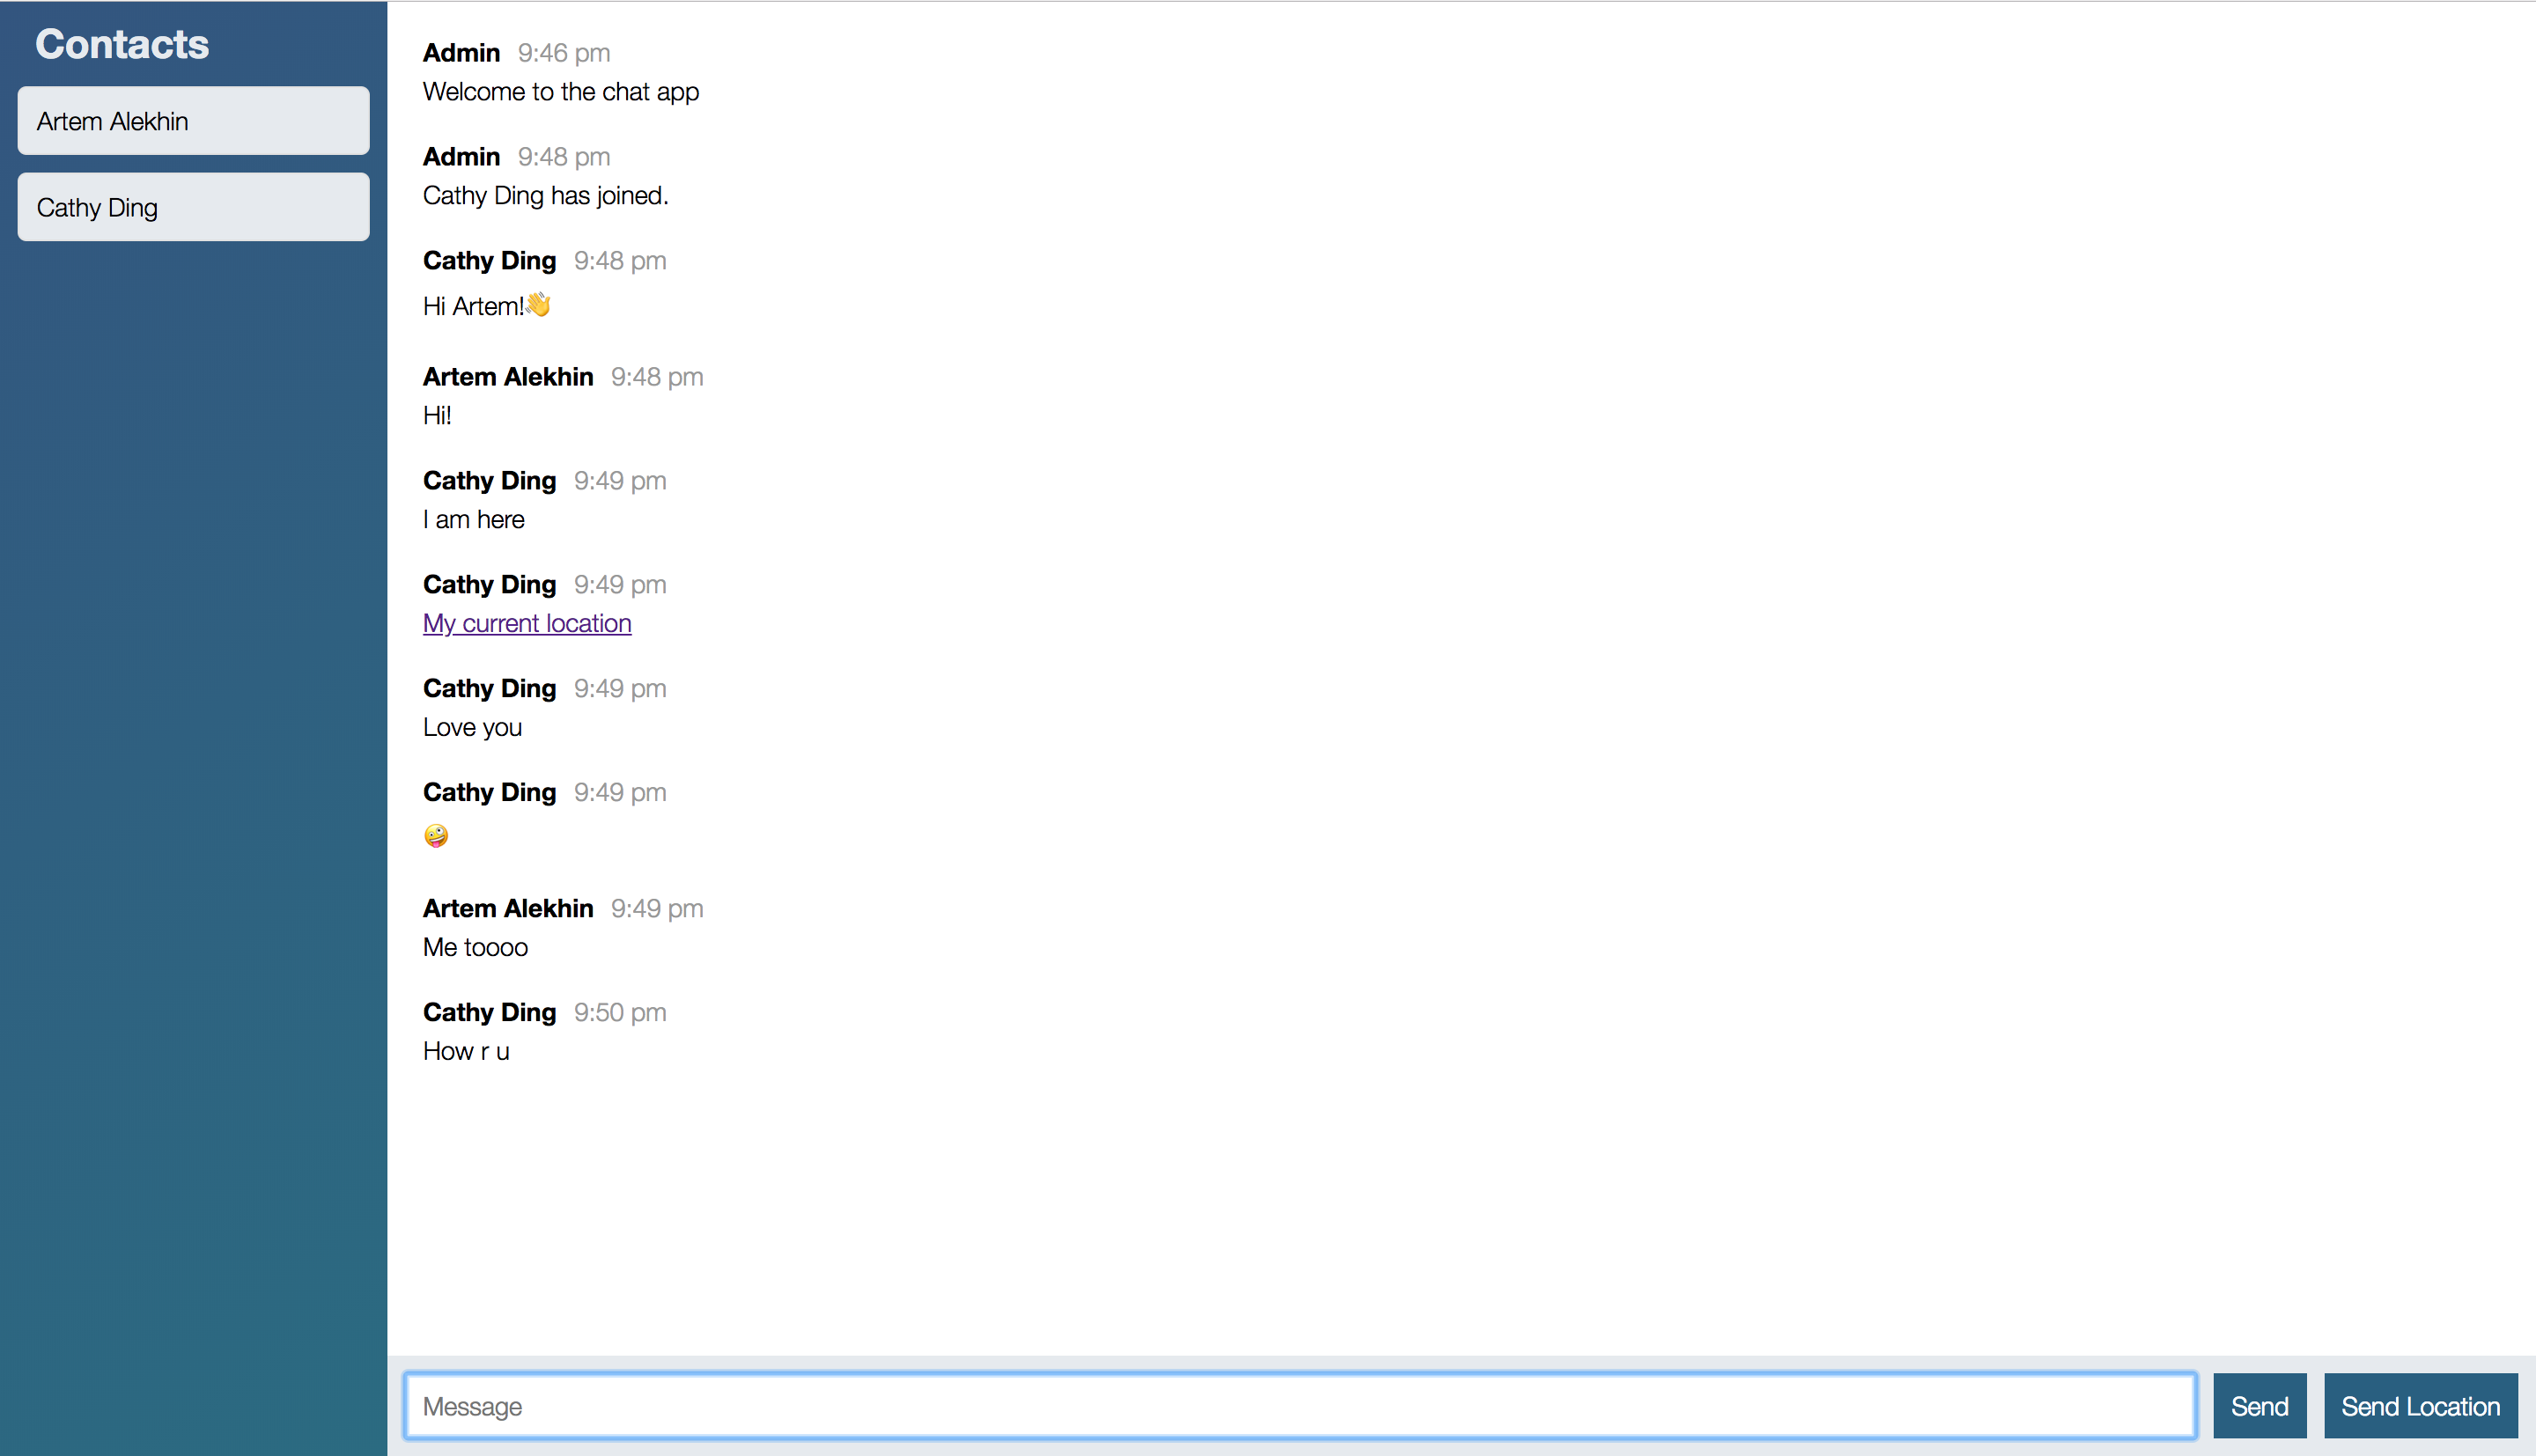 Contacts
Artem Alekhin
Cathy Ding
Admin 9:46 pm
Welcome to the chat app
Admin 9:48 pm
Cathy Ding has joined.
Cathy Ding 9:48 pm
Hi Artem!👋
Artem Alekhin 9:48 pm
Hi!
Cathy Ding 9:49 pm
I am here
Cathy Ding 9:49 pm
My current location
Cathy Ding 9:49 pm
Love you
Cathy Ding 9:49 pm
🤪
Artem Alekhin 9:49 pm
Me toooo
Cathy Ding 9:50 pm
How r u
Message
Send
Send Location